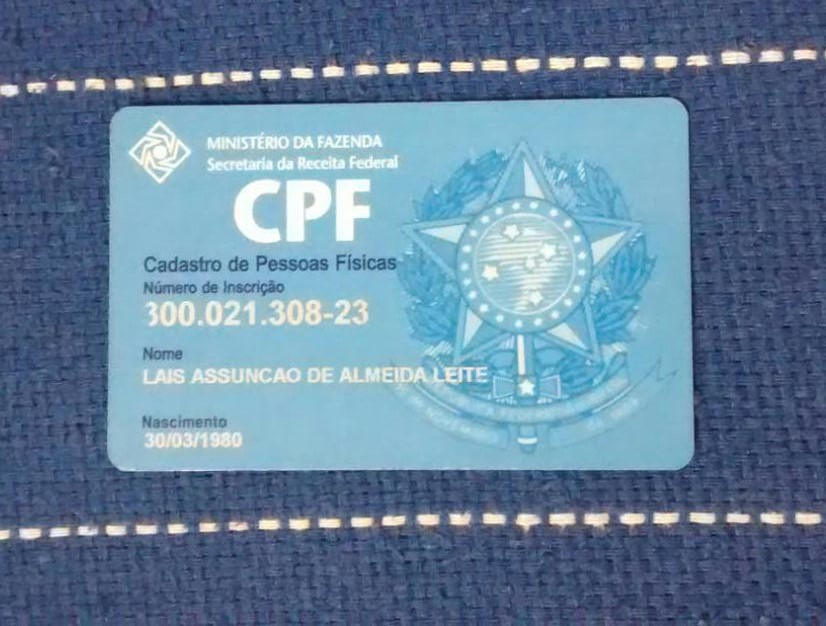 MINISTÉRIO DA FAZENDA
Secretaria da Receita Federal
CPF
Cadastro de Pessoas Físicas
Número de Inscrição
300.021.308-23
Nome
LAIS ASSUNCAO DE ALMEIDA LEITE
Nascimento
30/03/1980